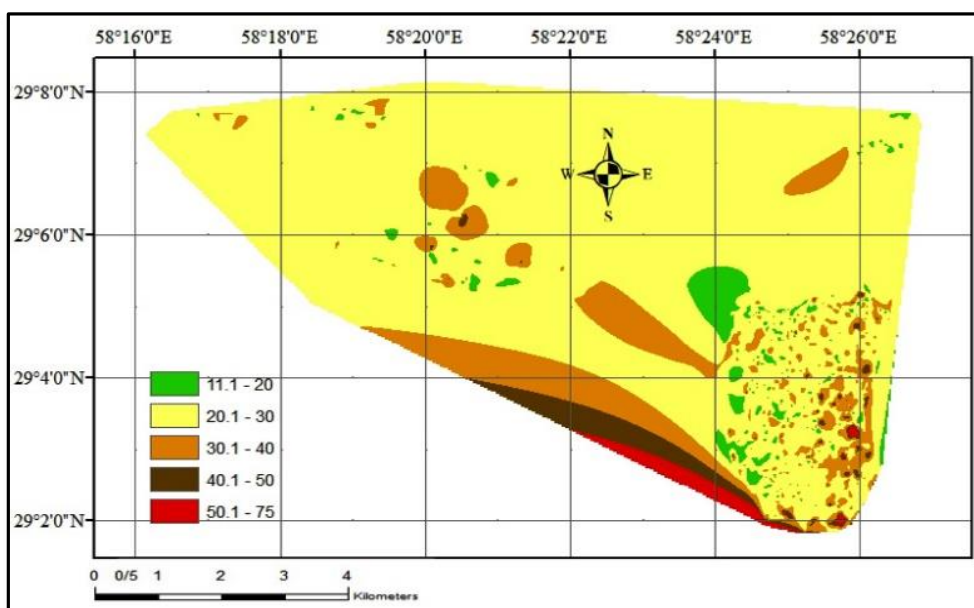 58°16'0"E 58°18'0"E 58°20'0"E 58°22'0"E 58°24'0"E 58°26'0"E
29°8'0"N
N
W E
S
29°6'0"N
29°4'0"N
11.1 - 20
20.1 - 30
30.1 - 40
40.1 - 50
50.1 - 75
29°2'0"N
0 0/5 1 2 3 4
Kilometers